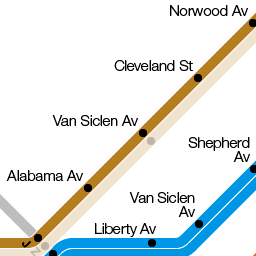 Norwood Av
Cleveland St
Van Siclen Av
Shepherd
Av
Alabama Av
Van Siclen
Av
Liberty Av
J
Z